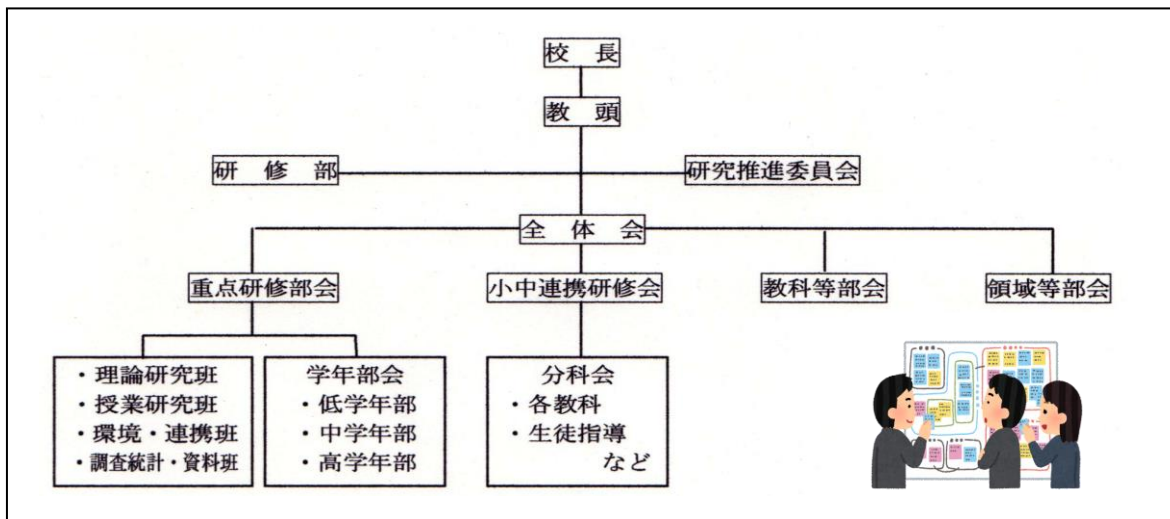 校長
教頭
研修部
研究推進委員会
全体会
重点研修部会
小中連携研修会
教科等部会
領域等部会
・理論研究班
・授業研究班
・環境・連携班
・調査統計・資料班
学年部会
・低学年部
・中学年部
・高学年部
分科会
・各教科
・生徒指導
など